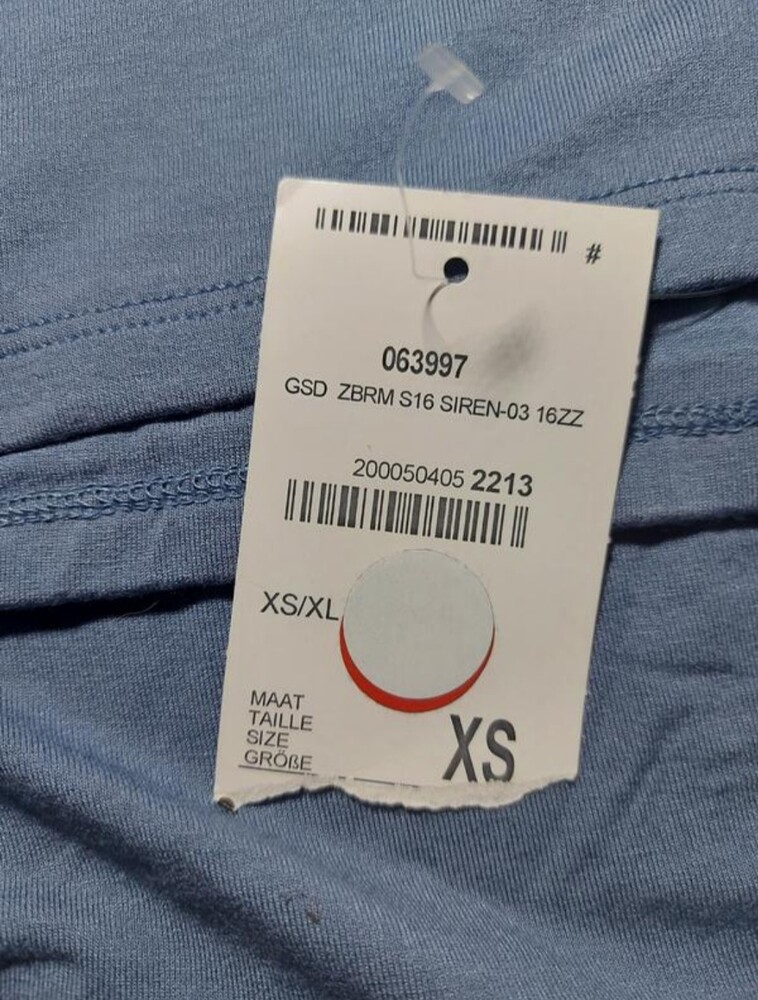 #
063997
GSD ZBRM S16 SIREN-03 16ZZ
200050405 2213
XS/XL
MAAT
TAILLE
SIZE
GRÖßE
XS